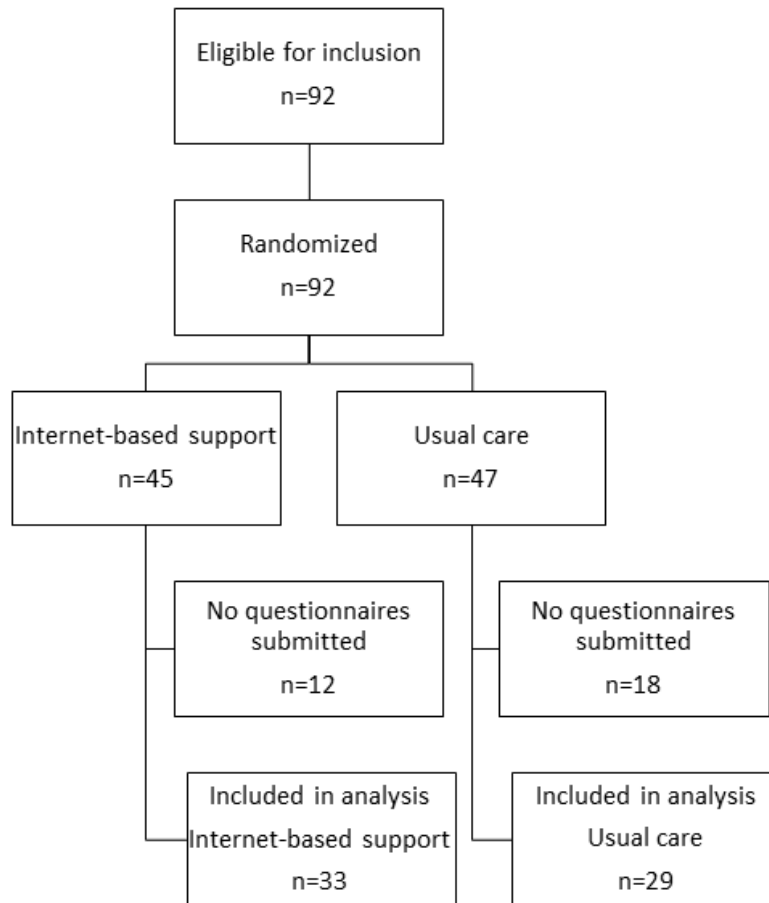 Eligible for inclusion
n=92
Randomized
n=92
Internet-based support
n=45
Usual care
n=47
No questionnaires
submitted
n=12
No questionnaires
submitted
n=18
Included in analysis
Internet-based support
n=33
Included in analysis
Usual care
n=29